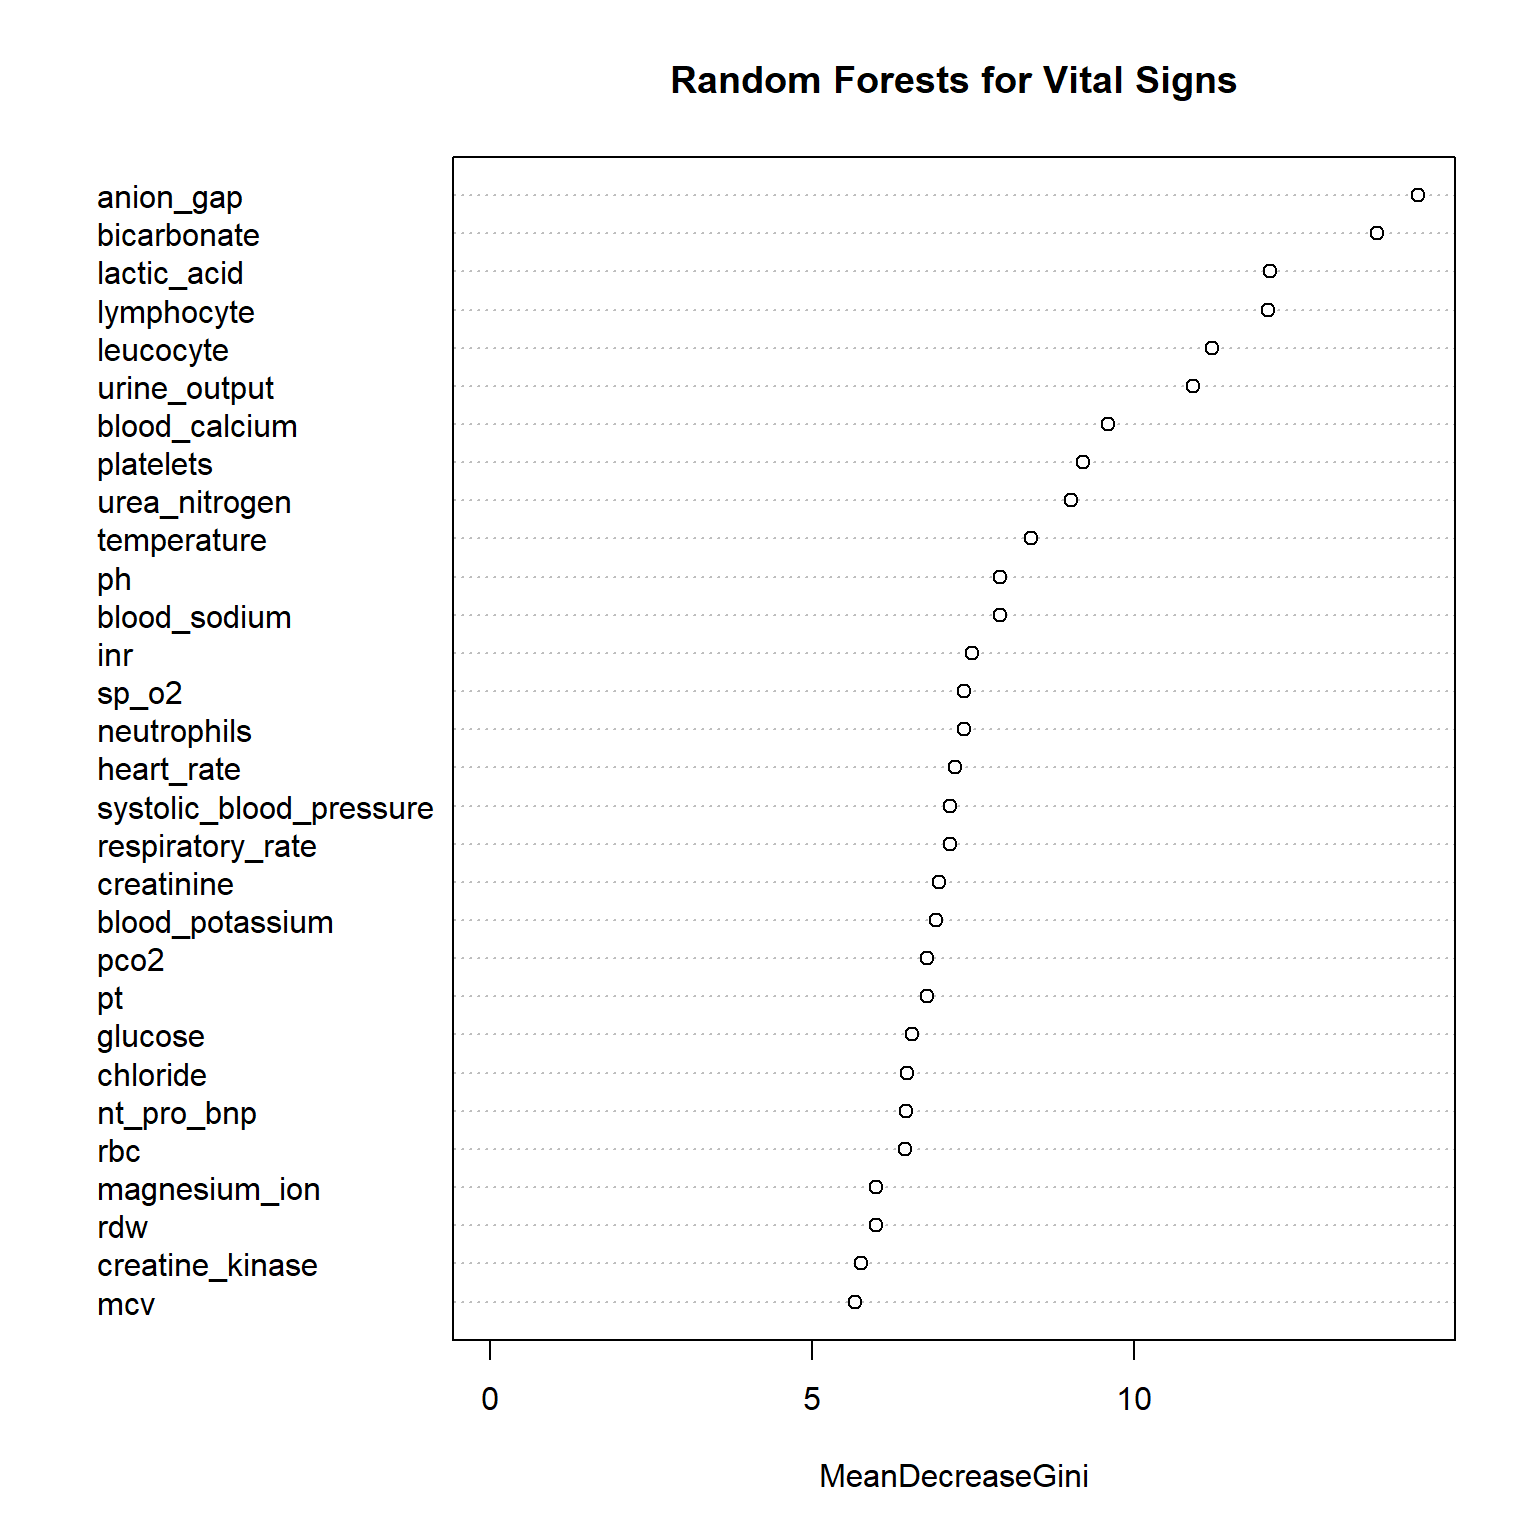 Random Forests for Vital Signs
anion_gap
bicarbonate
lactic_acid
lymphocyte
leucocyte
urine_output
blood_calcium
platelets
urea_nitrogen
temperature
ph
blood_sodium
inr
sp_o2
neutrophils
heart_rate
systolic_blood_pressure
respiratory_rate
creatinine
blood_potassium
pco2
pt
glucose
chloride
nt_pro_bnp
rbc
magnesium_ion
rdw
creatine_kinase
mcv
0 5 10
MeanDecreaseGini